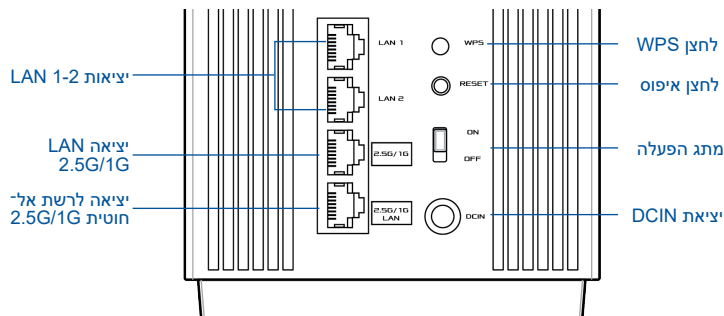 LAN 1
WPS
לחצן WPS
יציאות LAN 1-2
RESET
לחצן איפוס
LAN 2
ON
יציאה LAN
2.5G/1G
2.5G/1G
OFF
מתג הפעלה
יציאה לרשת אל־
חוטית 2.5G/1G
2.5G/1G
LAN
DCIN
יציאת DCIN